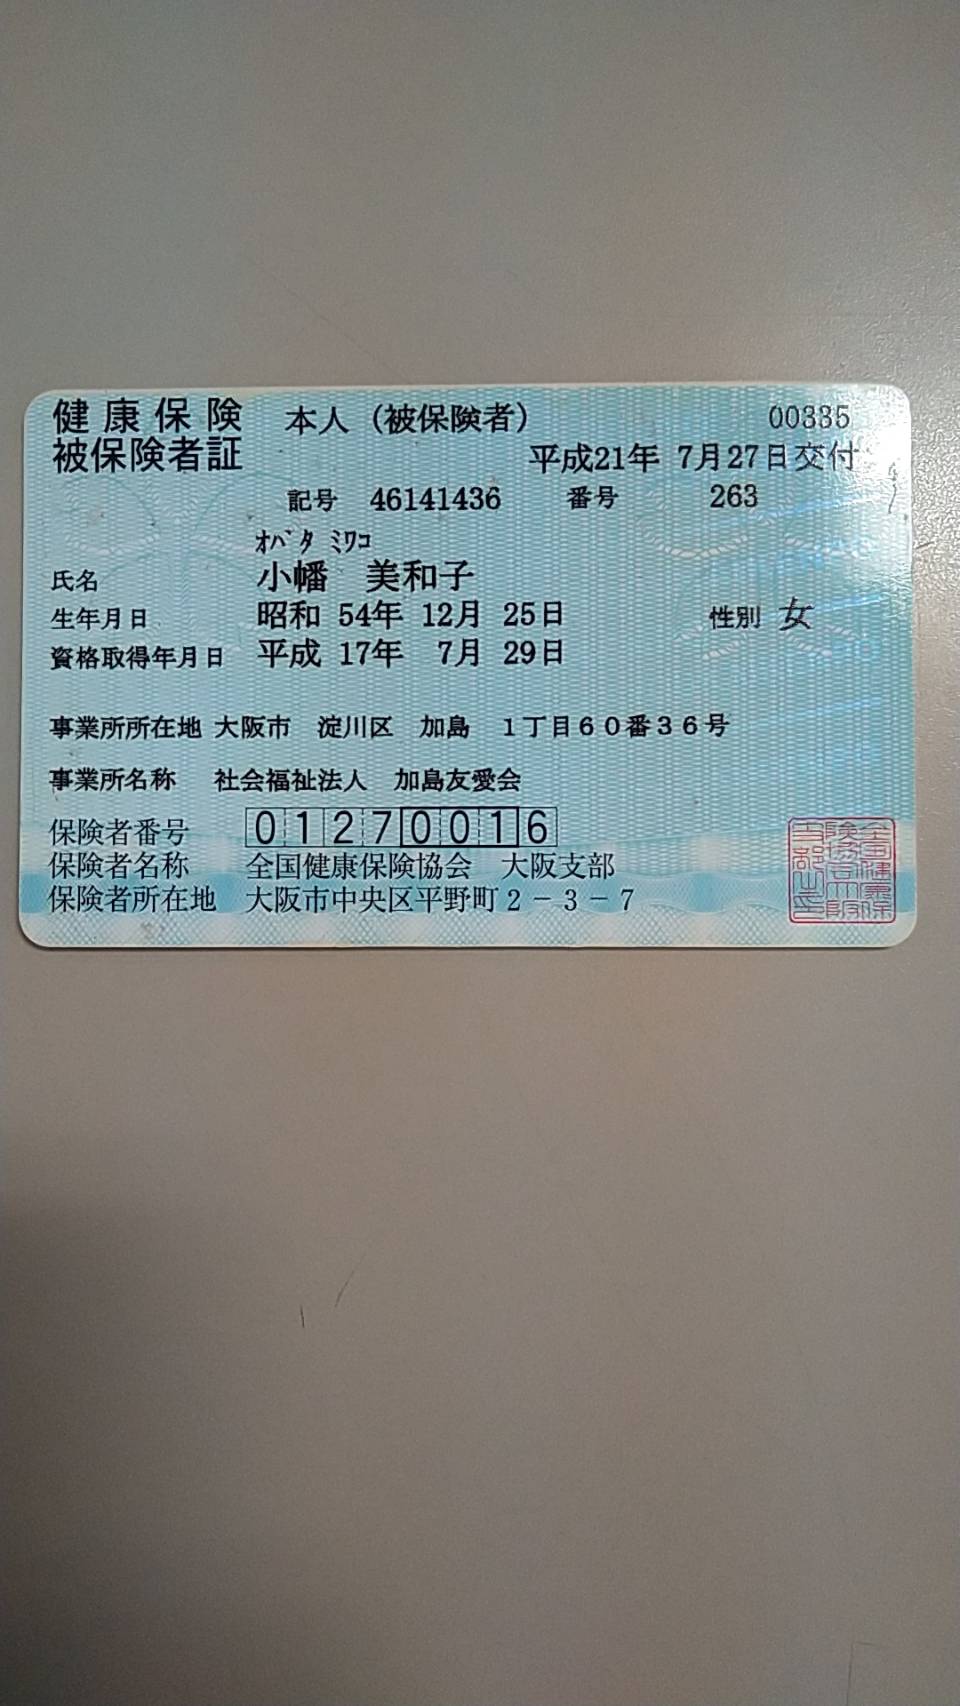 健康保険 本人（被保険者） 00335
被保険者証 平成21年 7月27日交付
記号 46141436 番号 263
ｵﾊﾞﾀ ﾐﾜｺ
氏名 小幡 美和子
生年月日 昭和 54年 12月 25日 性別 女
資格取得年月日 平成 17年 7月 29日
事業所所在地 大阪市 淀川区 加島 １丁目６０番３６号
事業所名称 社会福祉法人 加島友愛会
保険者番号 01270016
保険者名称 全国健康保険協会 大阪支部
保険者所在地 大阪市中央区平野町２－３－７